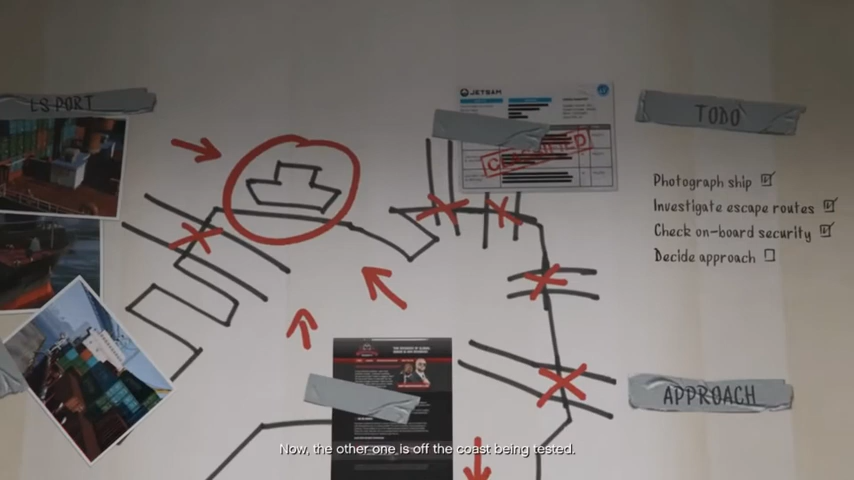 LS PORT
JETSAM
CLASSIFIED
TODO
Photograph ship
Investigate escape routes
Check on-board security
Decide approach
APPROACH
Now, the other one is off the coast being tested.